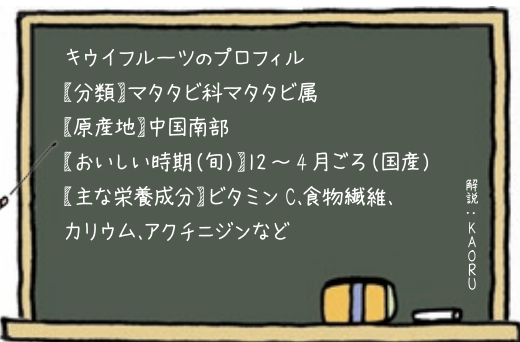 キウイフルーツのプロフィル
〖分類〗マタタビ科マタタビ属
〖原産地〗中国南部
〖おいしい時期(旬)〗12～4月ごろ(国産)
〖主な栄養成分〗ビタミンC、食物繊維、
カリウム、アクチニジンなど
解説：KAORU